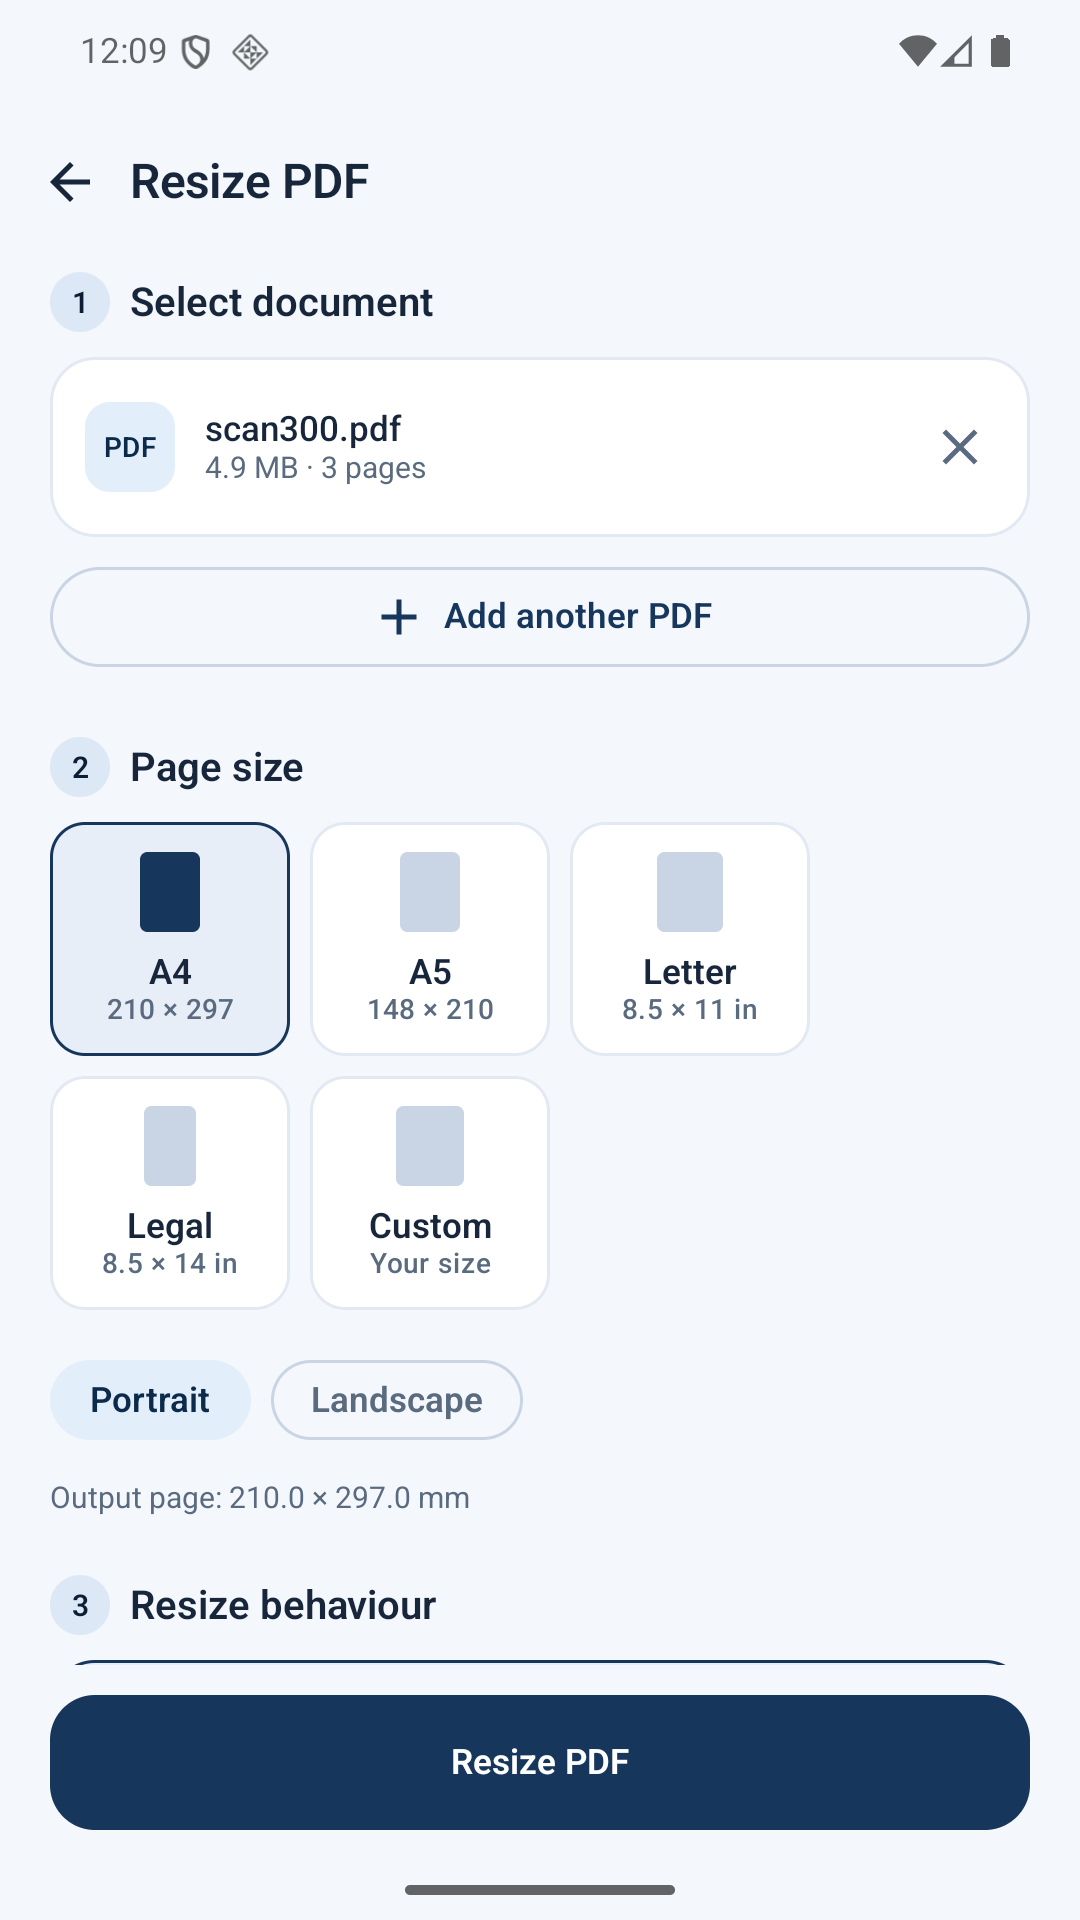 12:09
Resize PDF
1 Select document
PDF
scan300.pdf
4.9 MB · 3 pages
Add another PDF
2 Page size
A4
210 × 297
A5
148 × 210
Letter
8.5 × 11 in
Legal
8.5 × 14 in
Custom
Your size
Portrait
Landscape
Output page: 210.0 × 297.0 mm
3 Resize behaviour
Resize PDF